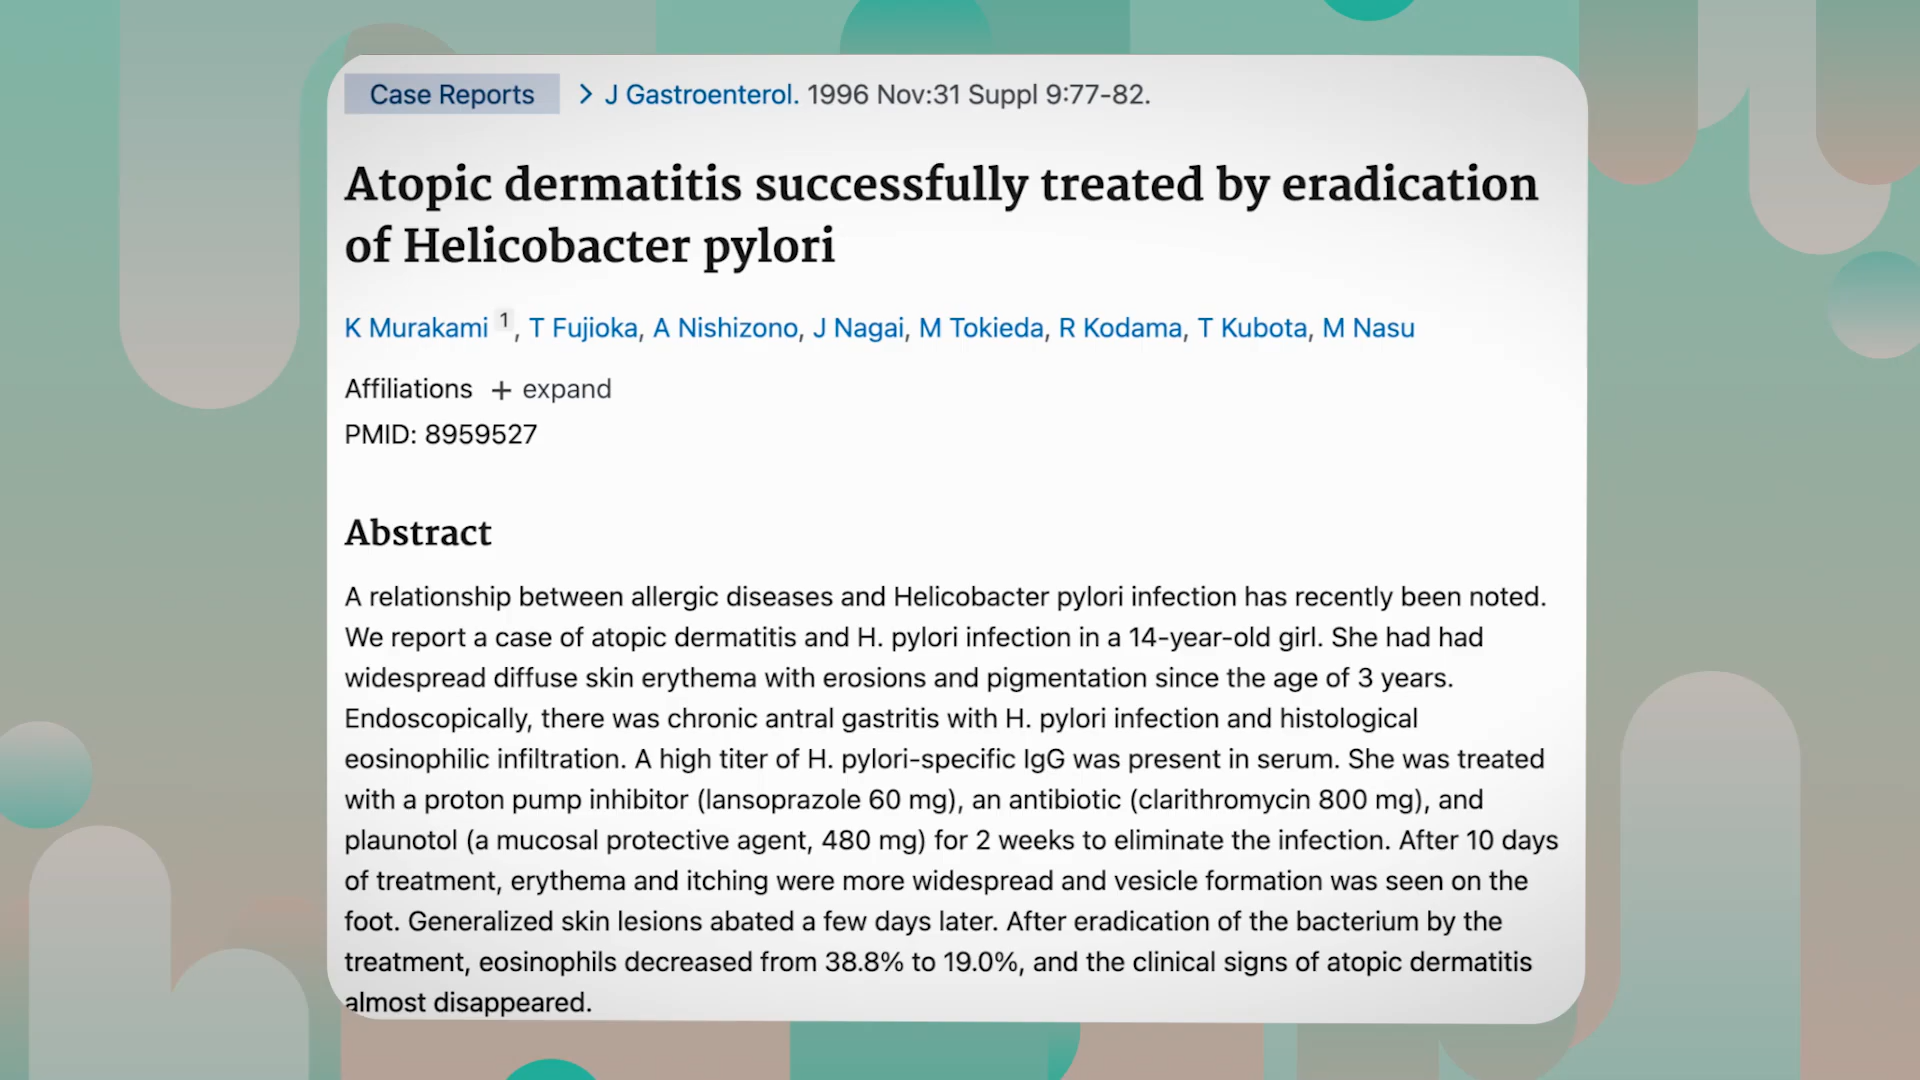 Case Reports > J Gastroenterol. 1996 Nov:31 Suppl 9:77-82.
Atopic dermatitis successfully treated by eradication
of Helicobacter pylori
K Murakami 1, T Fujioka, A Nishizono, J Nagai, M Tokieda, R Kodama, T Kubota, M Nasu
Affiliations + expand
PMID: 8959527
Abstract
A relationship between allergic diseases and Helicobacter pylori infection has recently been noted.
We report a case of atopic dermatitis and H. pylori infection in a 14-year-old girl. She had had
widespread diffuse skin erythema with erosions and pigmentation since the age of 3 years.
Endoscopically, there was chronic antral gastritis with H. pylori infection and histological
eosinophilic infiltration. A high titer of H. pylori-specific IgG was present in serum. She was treated
with a proton pump inhibitor (lansoprazole 60 mg), an antibiotic (clarithromycin 800 mg), and
plaunotol (a mucosal protective agent, 480 mg) for 2 weeks to eliminate the infection. After 10 days
of treatment, erythema and itching were more widespread and vesicle formation was seen on the
foot. Generalized skin lesions abated a few days later. After eradication of the bacterium by the
treatment, eosinophils decreased from 38.8% to 19.0%, and the clinical signs of atopic dermatitis
almost disappeared.